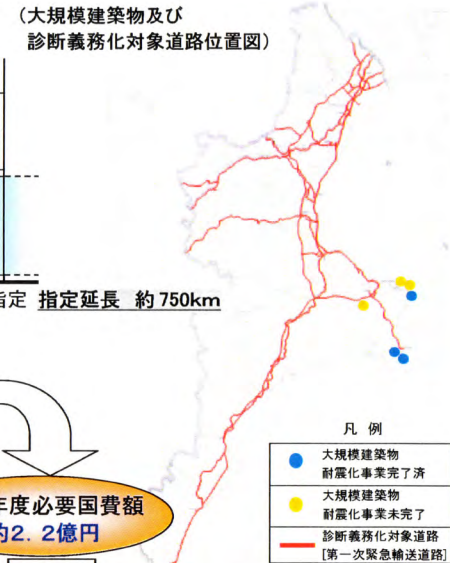 （大規模建築物及び
診断義務化対象道路位置図）
指定 指定延長 約750km
年度必要国費額
約2.2億円
凡 例
大規模建築物
耐震化事業完了済
大規模建築物
耐震化事業未完了
診断義務化対象道路
[第一次緊急輸送道路]